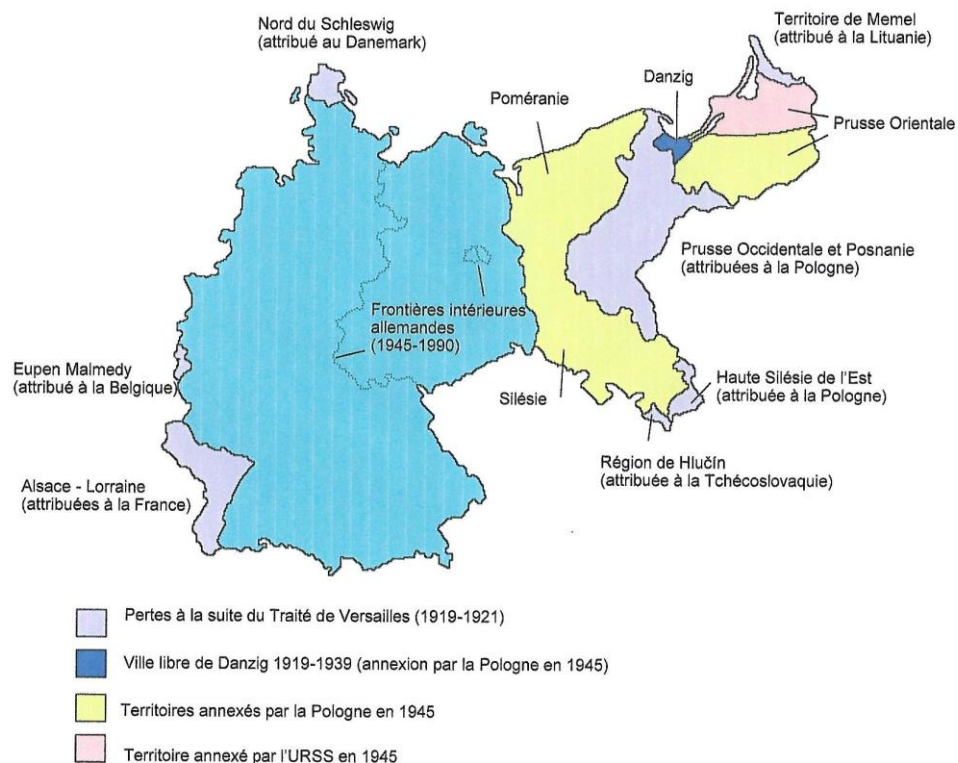 Nord du Schleswig
(attribué au Danemark)
Territoire de Memel
(attribué à la Lituanie)
Danzig
Poméranie
Prusse Orientale
Prusse Occidentale et Posnanie
(attribuées à la Pologne)
Frontières intérieures
allemandes
(1945-1990)
Eupen Malmedy
(attribué à la Belgique)
Silésie
Haute Silésie de l'Est
(attribuée à la Pologne)
Région de Hlučín
(attribuée à la Tchécoslovaquie)
Alsace - Lorraine
(attribuées à la France)
Pertes à la suite du Traité de Versailles (1919-1921)
Ville libre de Danzig 1919-1939 (annexion par la Pologne en 1945)
Territoires annexés par la Pologne en 1945
Territoire annexé par l'URSS en 1945